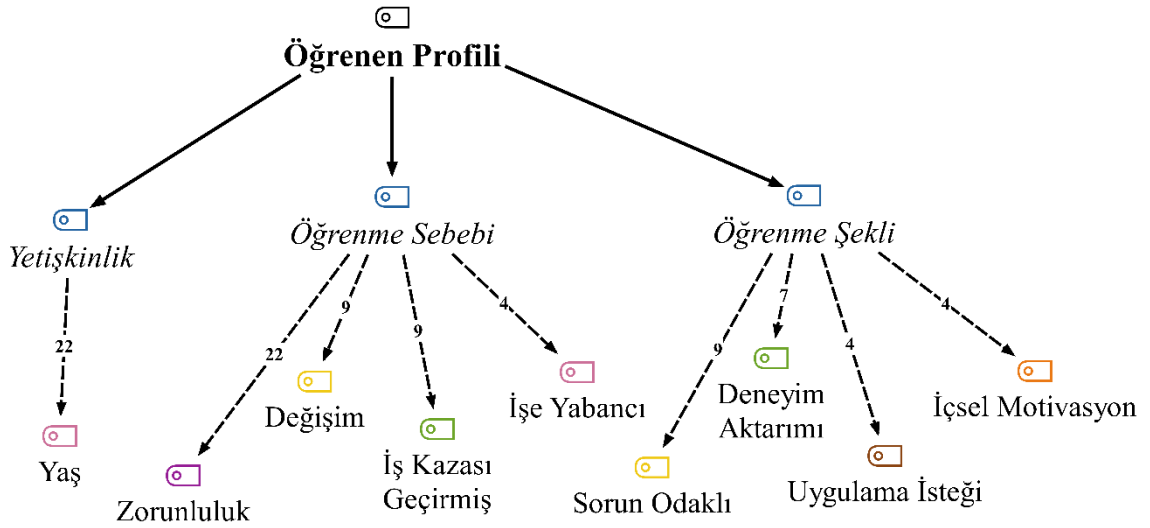 Öğrenen Profili
Yetişkinlik
Öğrenme Sebebi
Öğrenme Şekli
22
22
9
9
4
9
7
4
4
Yaş
Zorunluluk
Değişim
İş Kazası
Geçirmiş
İşe Yabancı
Sorun Odaklı
Deneyim
Aktarımı
Uygulama İsteği
İçsel Motivasyon